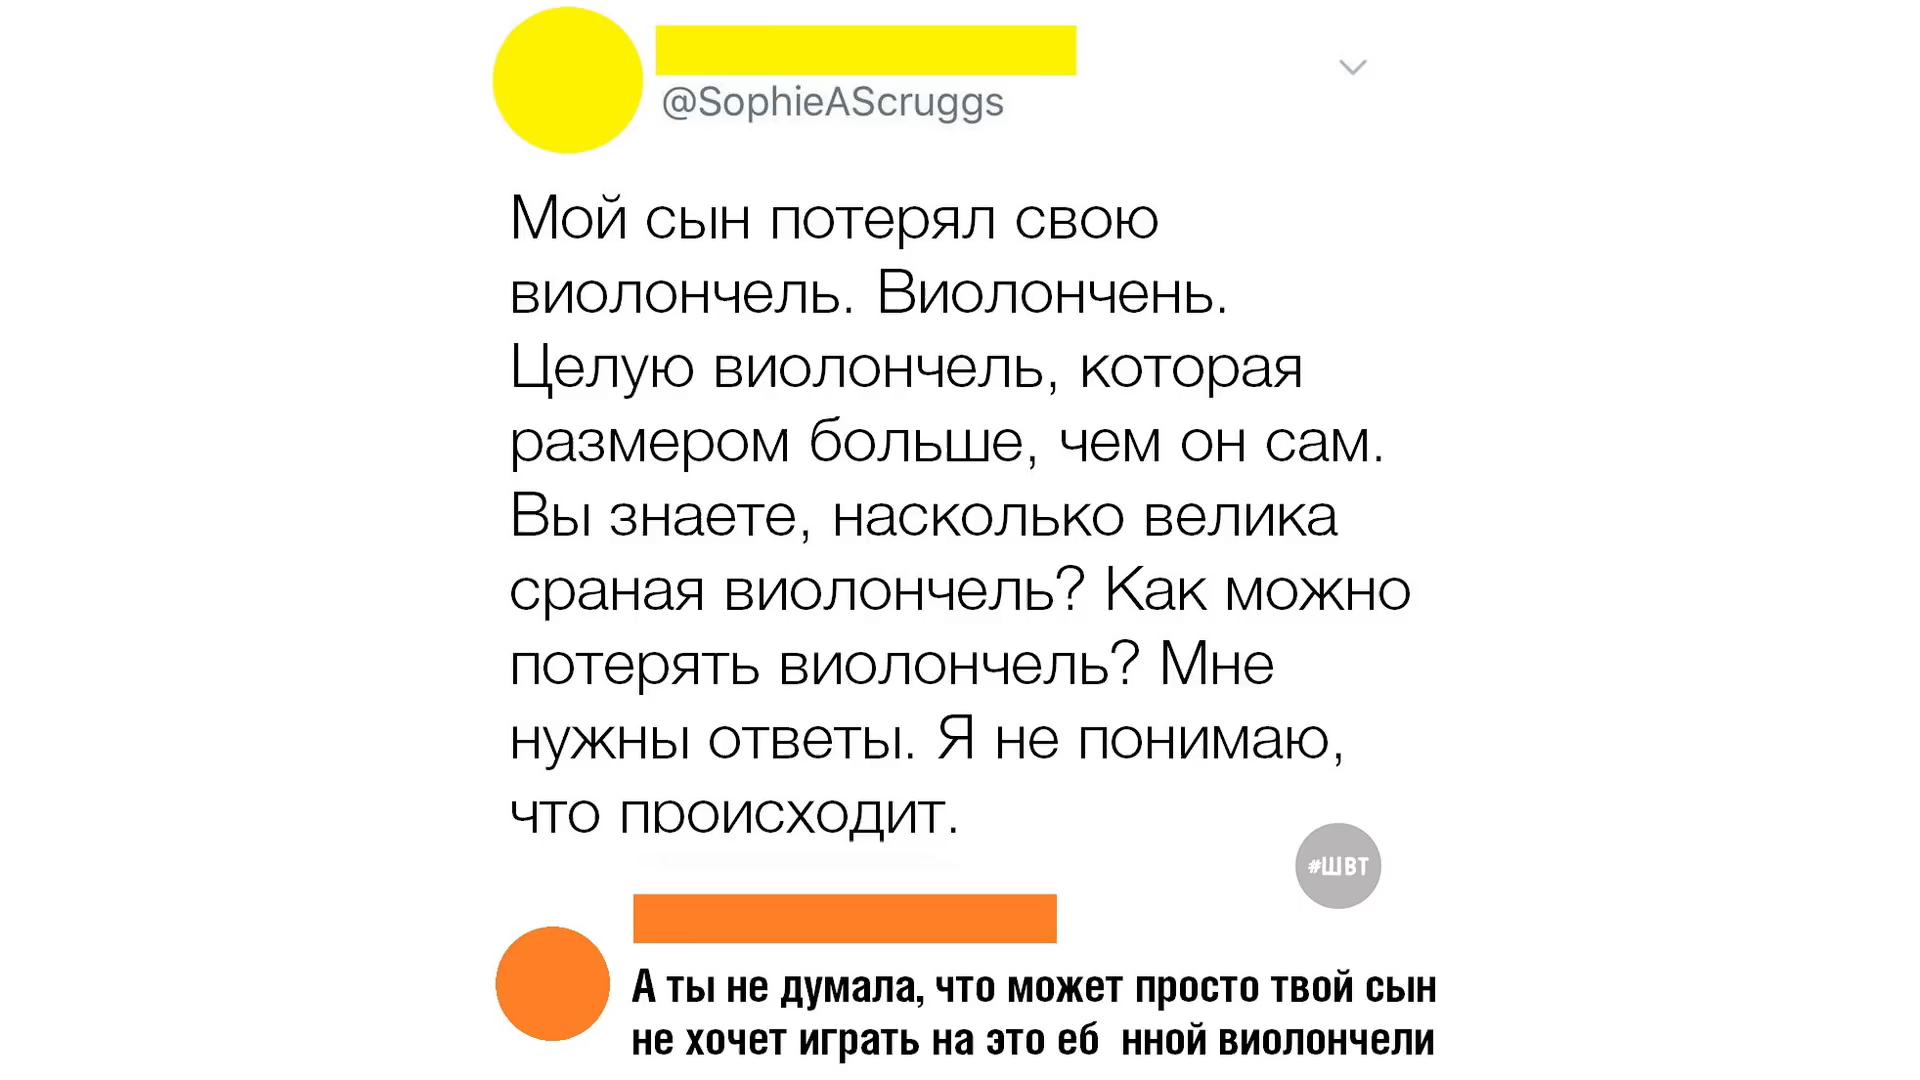 @SophieAScruggs
Мой сын потерял свою
виолончель. Виолончень.
Целую виолончель, которая
размером больше, чем он сам.
Вы знаете, насколько велика
сраная виолончель? Как можно
потерять виолончель? Мне
нужны ответы. Я не понимаю,
что происходит.
#ШВТ
А ты не думала, что может просто твой сын
не хочет играть на это еб нной виолончели